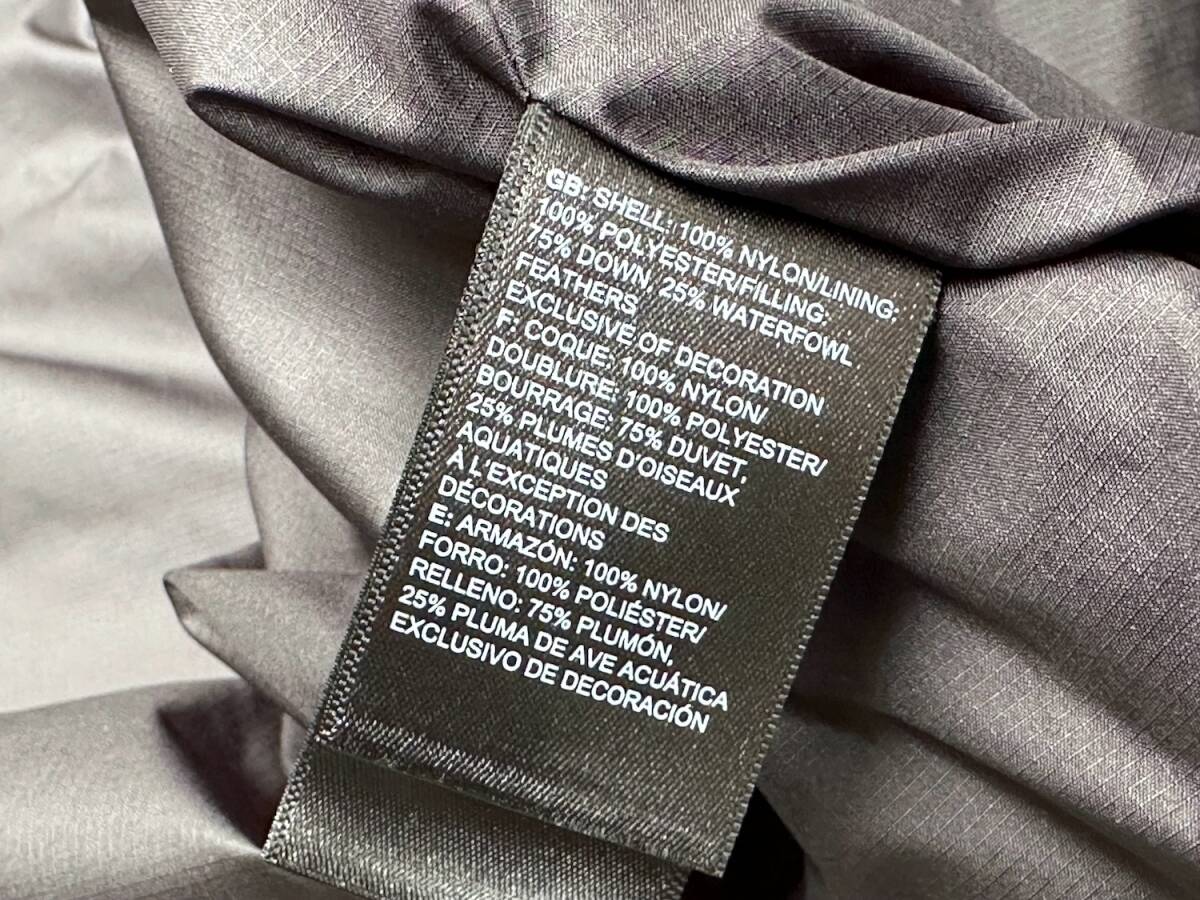 GB: SHELL: 100% NYLON/LINING:
100% POLYESTER/FILLING:
75% DOWN, 25% WATERFOWL
FEATHERS
EXCLUSIVE OF DECORATION
F: COQUE: 100% NYLON/
DOUBLURE: 100% POLYESTER/
BOURRAGE: 75% DUVET,
25% PLUMES D'OISEAUX
AQUATIQUES
À L'EXCEPTION DES
DÉCORATIONS
E: ARMAZÓN: 100% NYLON/
FORRO: 100% POLIÉSTER/
RELLENO: 75% PLUMÓN,
25% PLUMA DE AVE ACUÁTICA
EXCLUSIVO DE DECORACIÓN